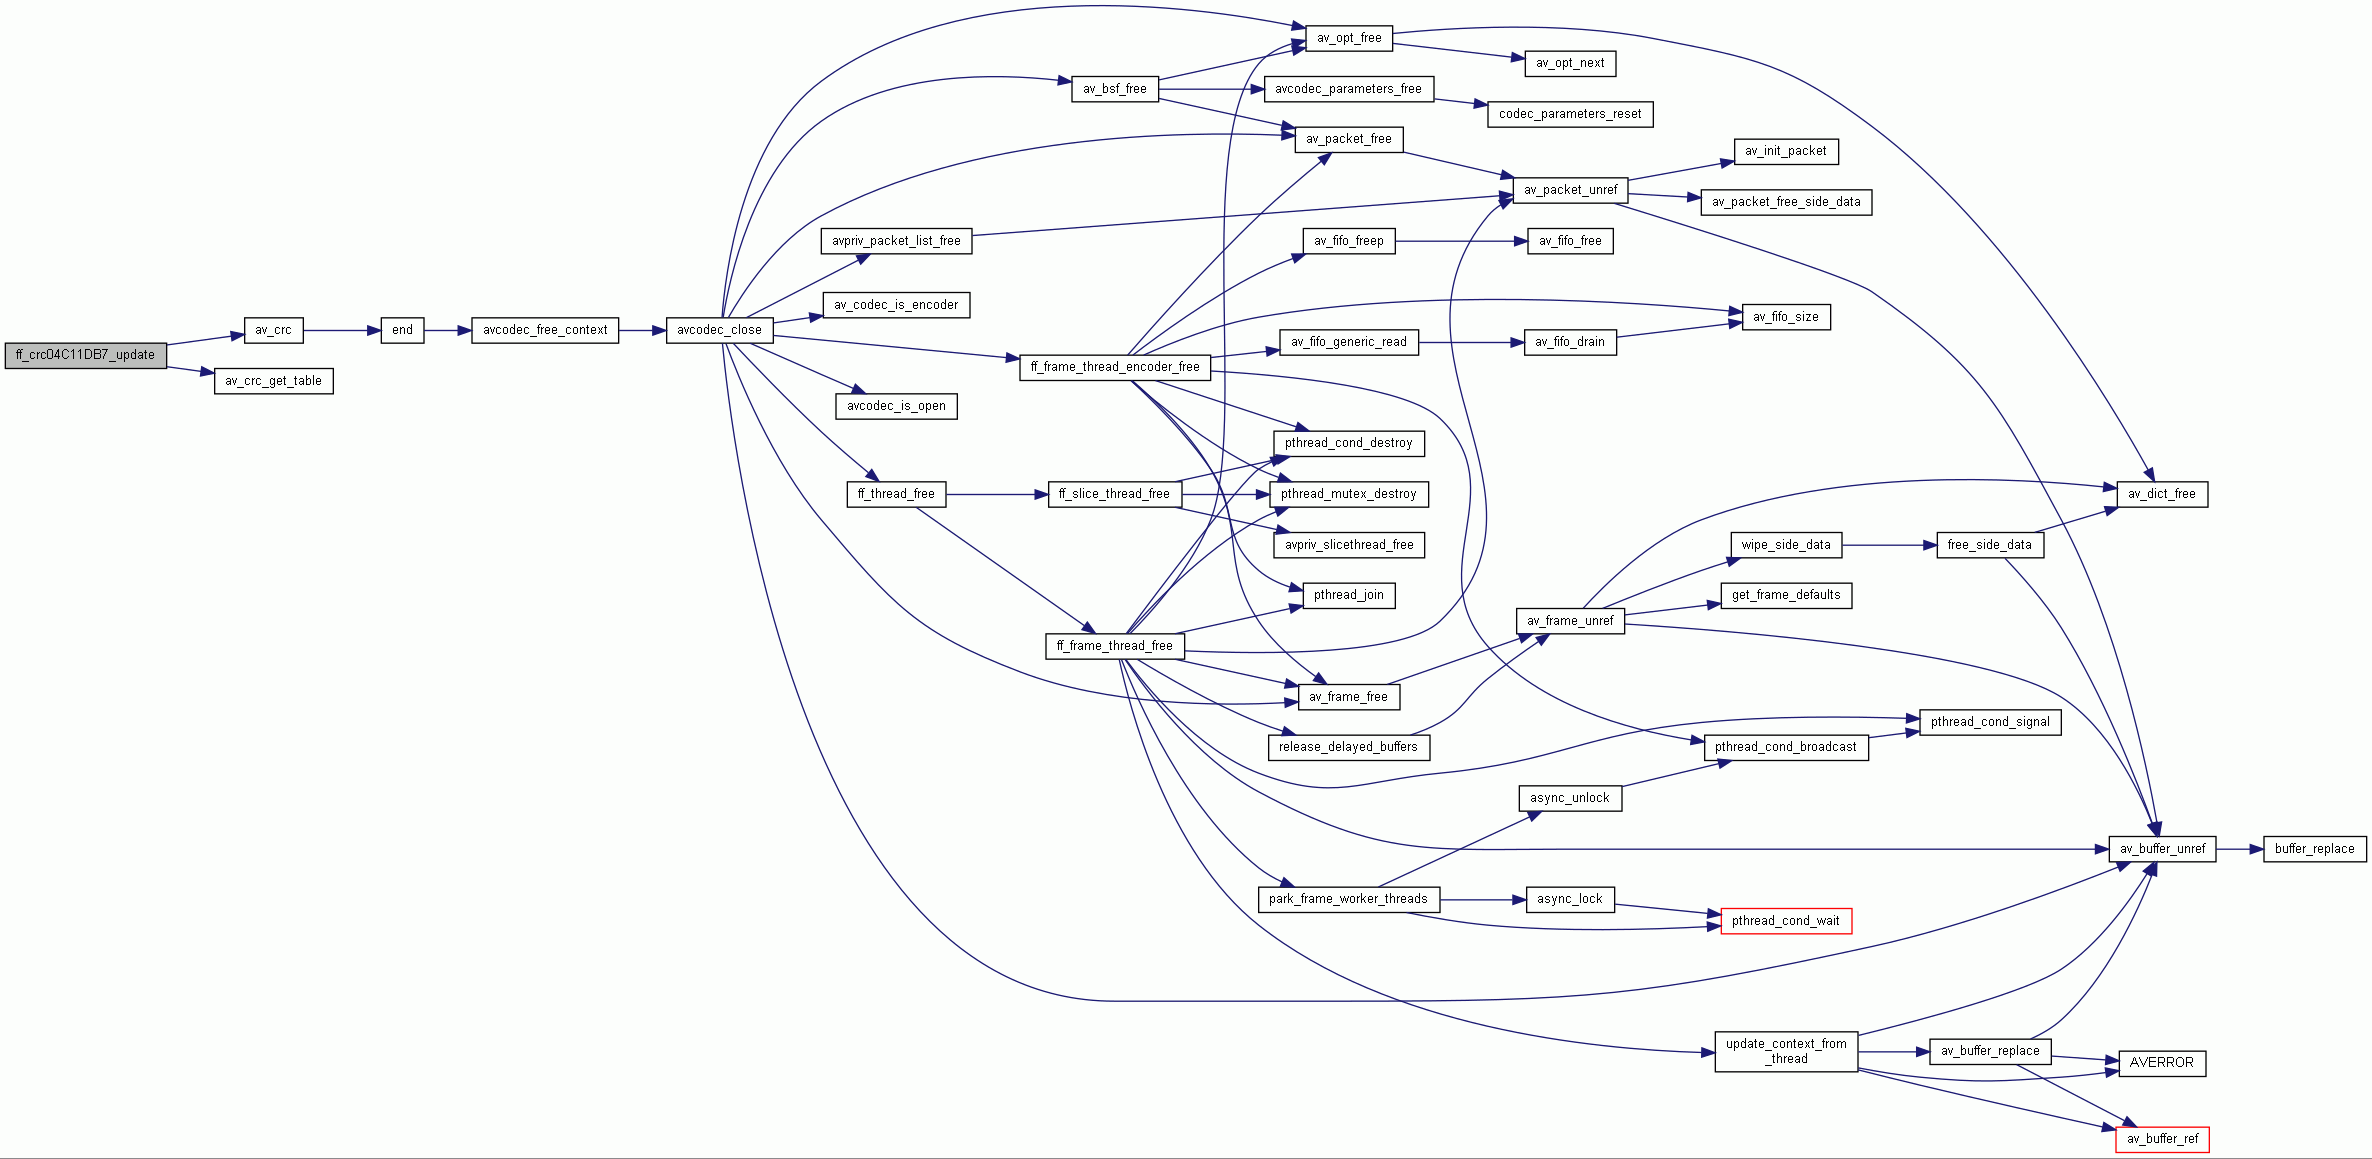 ff_crc04C11DB7_update
av_crc
av_crc_get_table
end
avcodec_free_context
avcodec_close
avpriv_packet_list_free
av_codec_is_encoder
avcodec_is_open
ff_thread_free
av_bsf_free
ff_frame_thread_encoder_free
ff_slice_thread_free
ff_frame_thread_free
av_opt_free
avcodec_parameters_free
av_packet_free
av_fifo_freep
av_fifo_generic_read
pthread_cond_destroy
pthread_mutex_destroy
avpriv_slicethread_free
pthread_join
av_frame_free
release_delayed_buffers
park_frame_worker_threads
av_opt_next
codec_parameters_reset
av_packet_unref
av_fifo_free
av_fifo_drain
av_frame_unref
async_unlock
async_lock
av_init_packet
av_packet_free_side_data
av_fifo_size
wipe_side_data
get_frame_defaults
pthread_cond_broadcast
pthread_cond_wait
update_context_from
_thread
free_side_data
pthread_cond_signal
av_buffer_replace
av_dict_free
av_buffer_unref
AVERROR
av_buffer_ref
buffer_replace